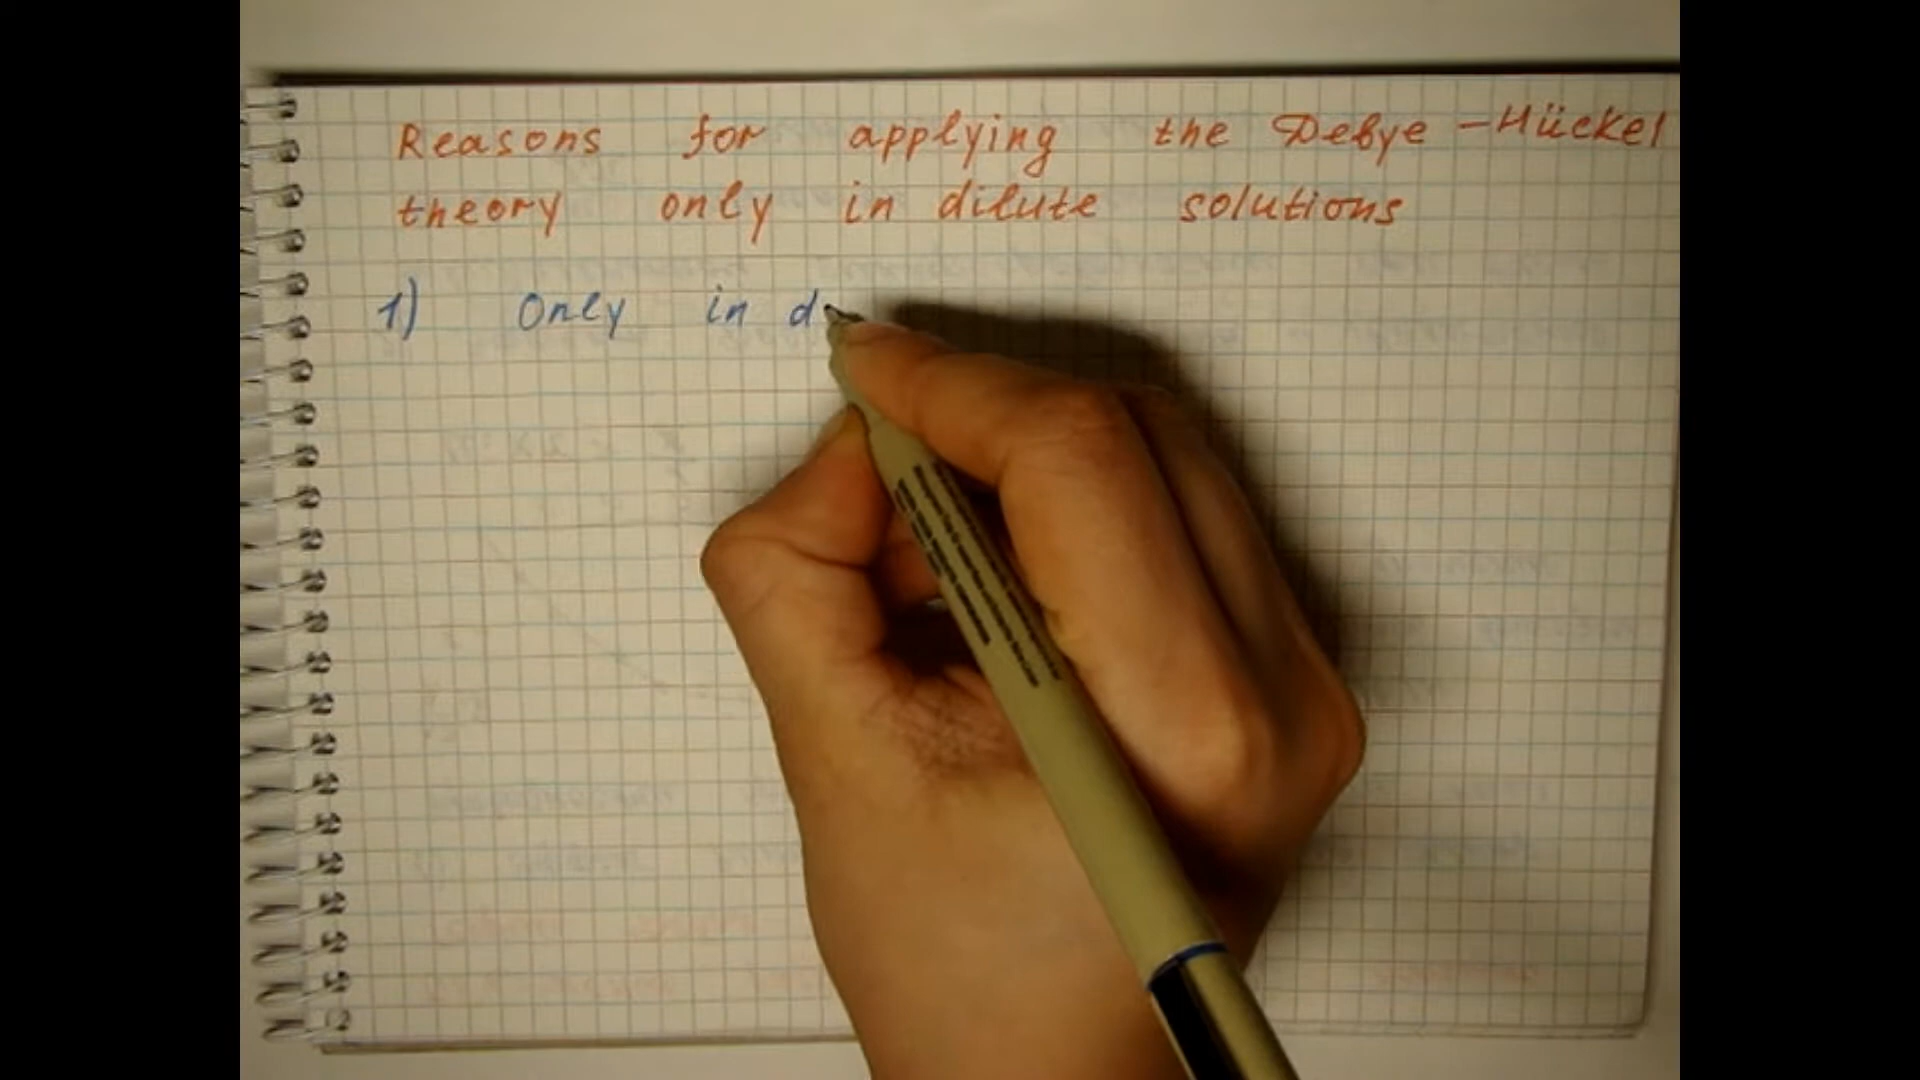 Reasons for applying the Debye-Hückel
theory only in dilute solutions
1) Only in d